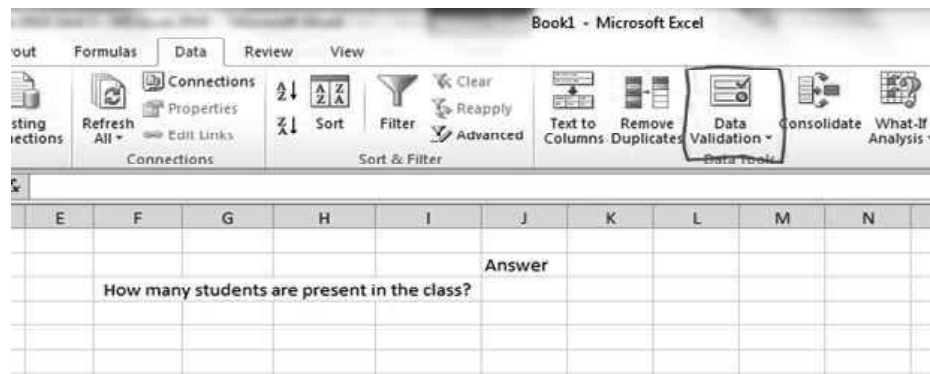 Book1 - Microsoft Excel
out Formulas Data Review View
sting
ections
Refresh
All
Connections
Properties
Edit Links
Connections
A Z
Z A
A Z
Z A
Sort
Filter
Clear
Reapply
Advanced
Sort & Filter
Text to
Columns
Remove
Duplicates
Data
Validation
Consolidate
What-If
Analysis
Data Tools
E F G H I J K L M N
Answer
How many students are present in the class?